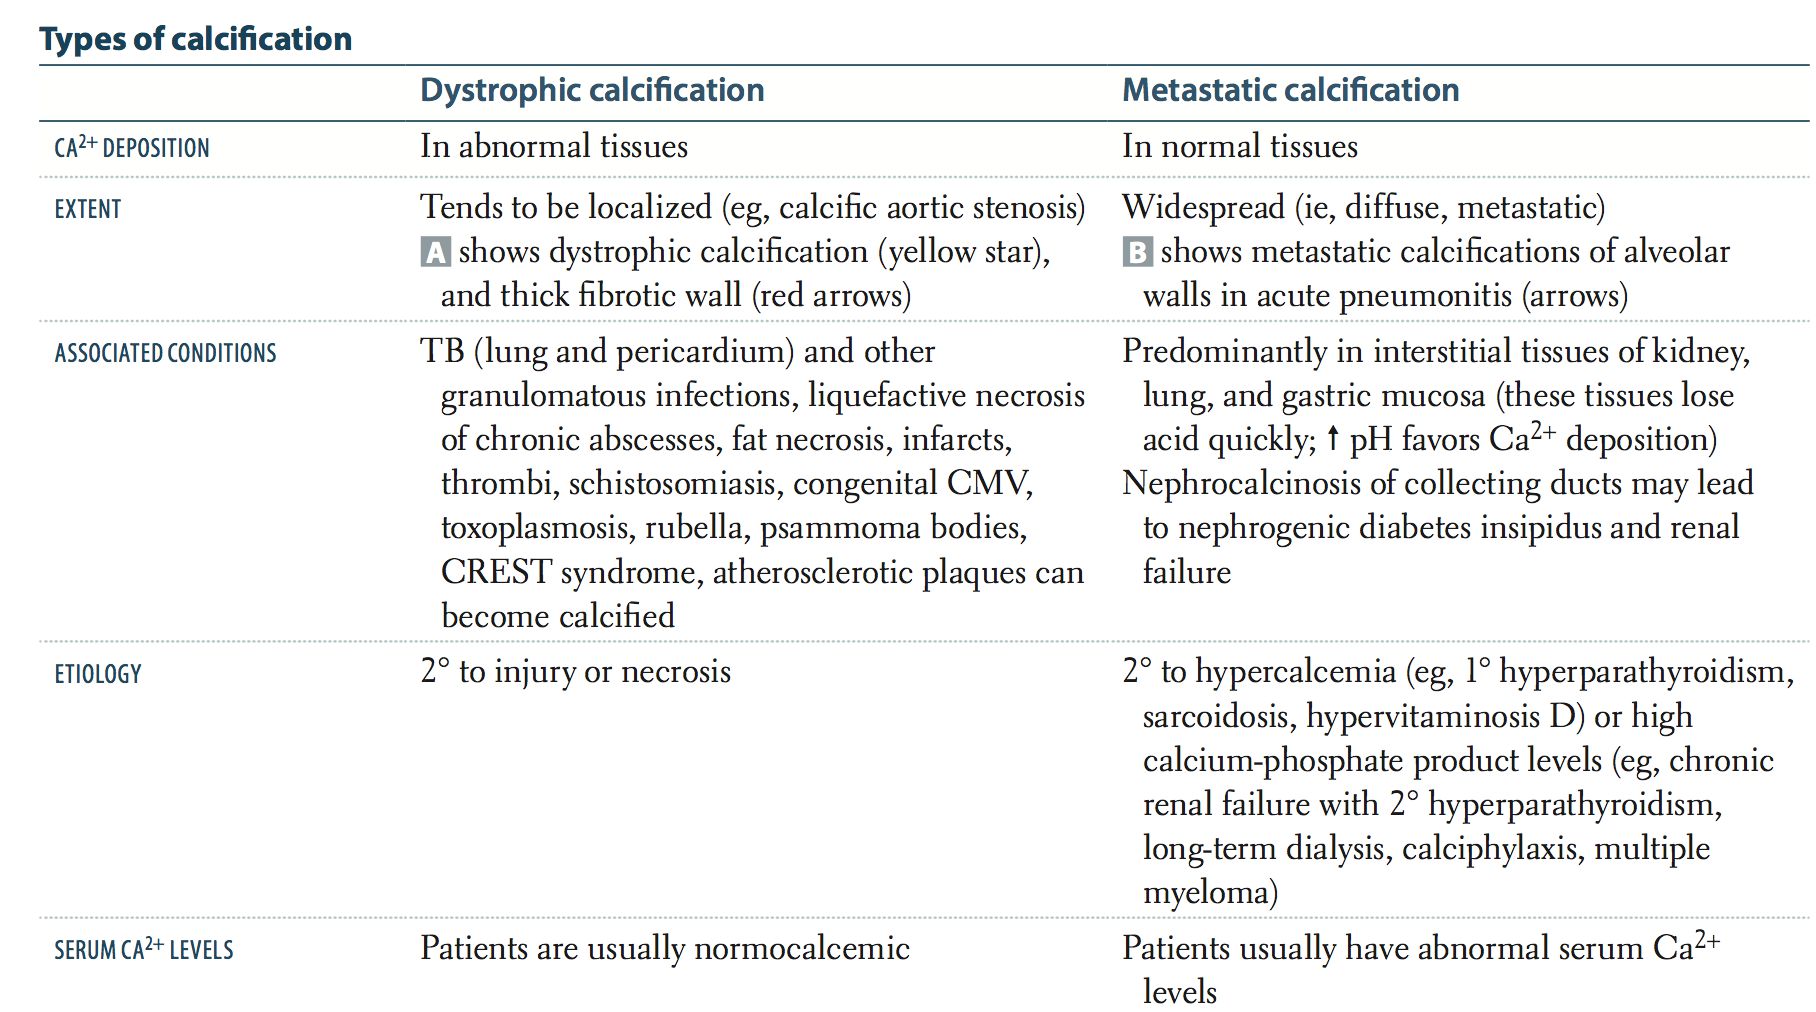 Types of calcification
Dystrophic calcification Metastatic calcification
CA²⁺ DEPOSITION In abnormal tissues In normal tissues
EXTENT Tends to be localized (eg, calcific aortic stenosis) Widespread (ie, diffuse, metastatic)
A shows dystrophic calcification (yellow star), B shows metastatic calcifications of alveolar
and thick fibrotic wall (red arrows) walls in acute pneumonitis (arrows)
ASSOCIATED CONDITIONS TB (lung and pericardium) and other Predominantly in interstitial tissues of kidney,
granulomatous infections, liquefactive necrosis lung, and gastric mucosa (these tissues lose
of chronic abscesses, fat necrosis, infarcts, acid quickly; ↑ pH favors Ca²⁺ deposition)
thrombi, schistosomiasis, congenital CMV, Nephrocalcinosis of collecting ducts may lead
toxoplasmosis, rubella, psammoma bodies, to nephrogenic diabetes insipidus and renal
CREST syndrome, atherosclerotic plaques can failure
become calcified
ETIOLOGY 2° to injury or necrosis 2° to hypercalcemia (eg, 1° hyperparathyroidism,
sarcoidosis, hypervitaminosis D) or high
calcium-phosphate product levels (eg, chronic
renal failure with 2° hyperparathyroidism,
long-term dialysis, calciphylaxis, multiple
myeloma)
SERUM CA²⁺ LEVELS Patients are usually normocalcemic Patients usually have abnormal serum Ca²⁺
levels